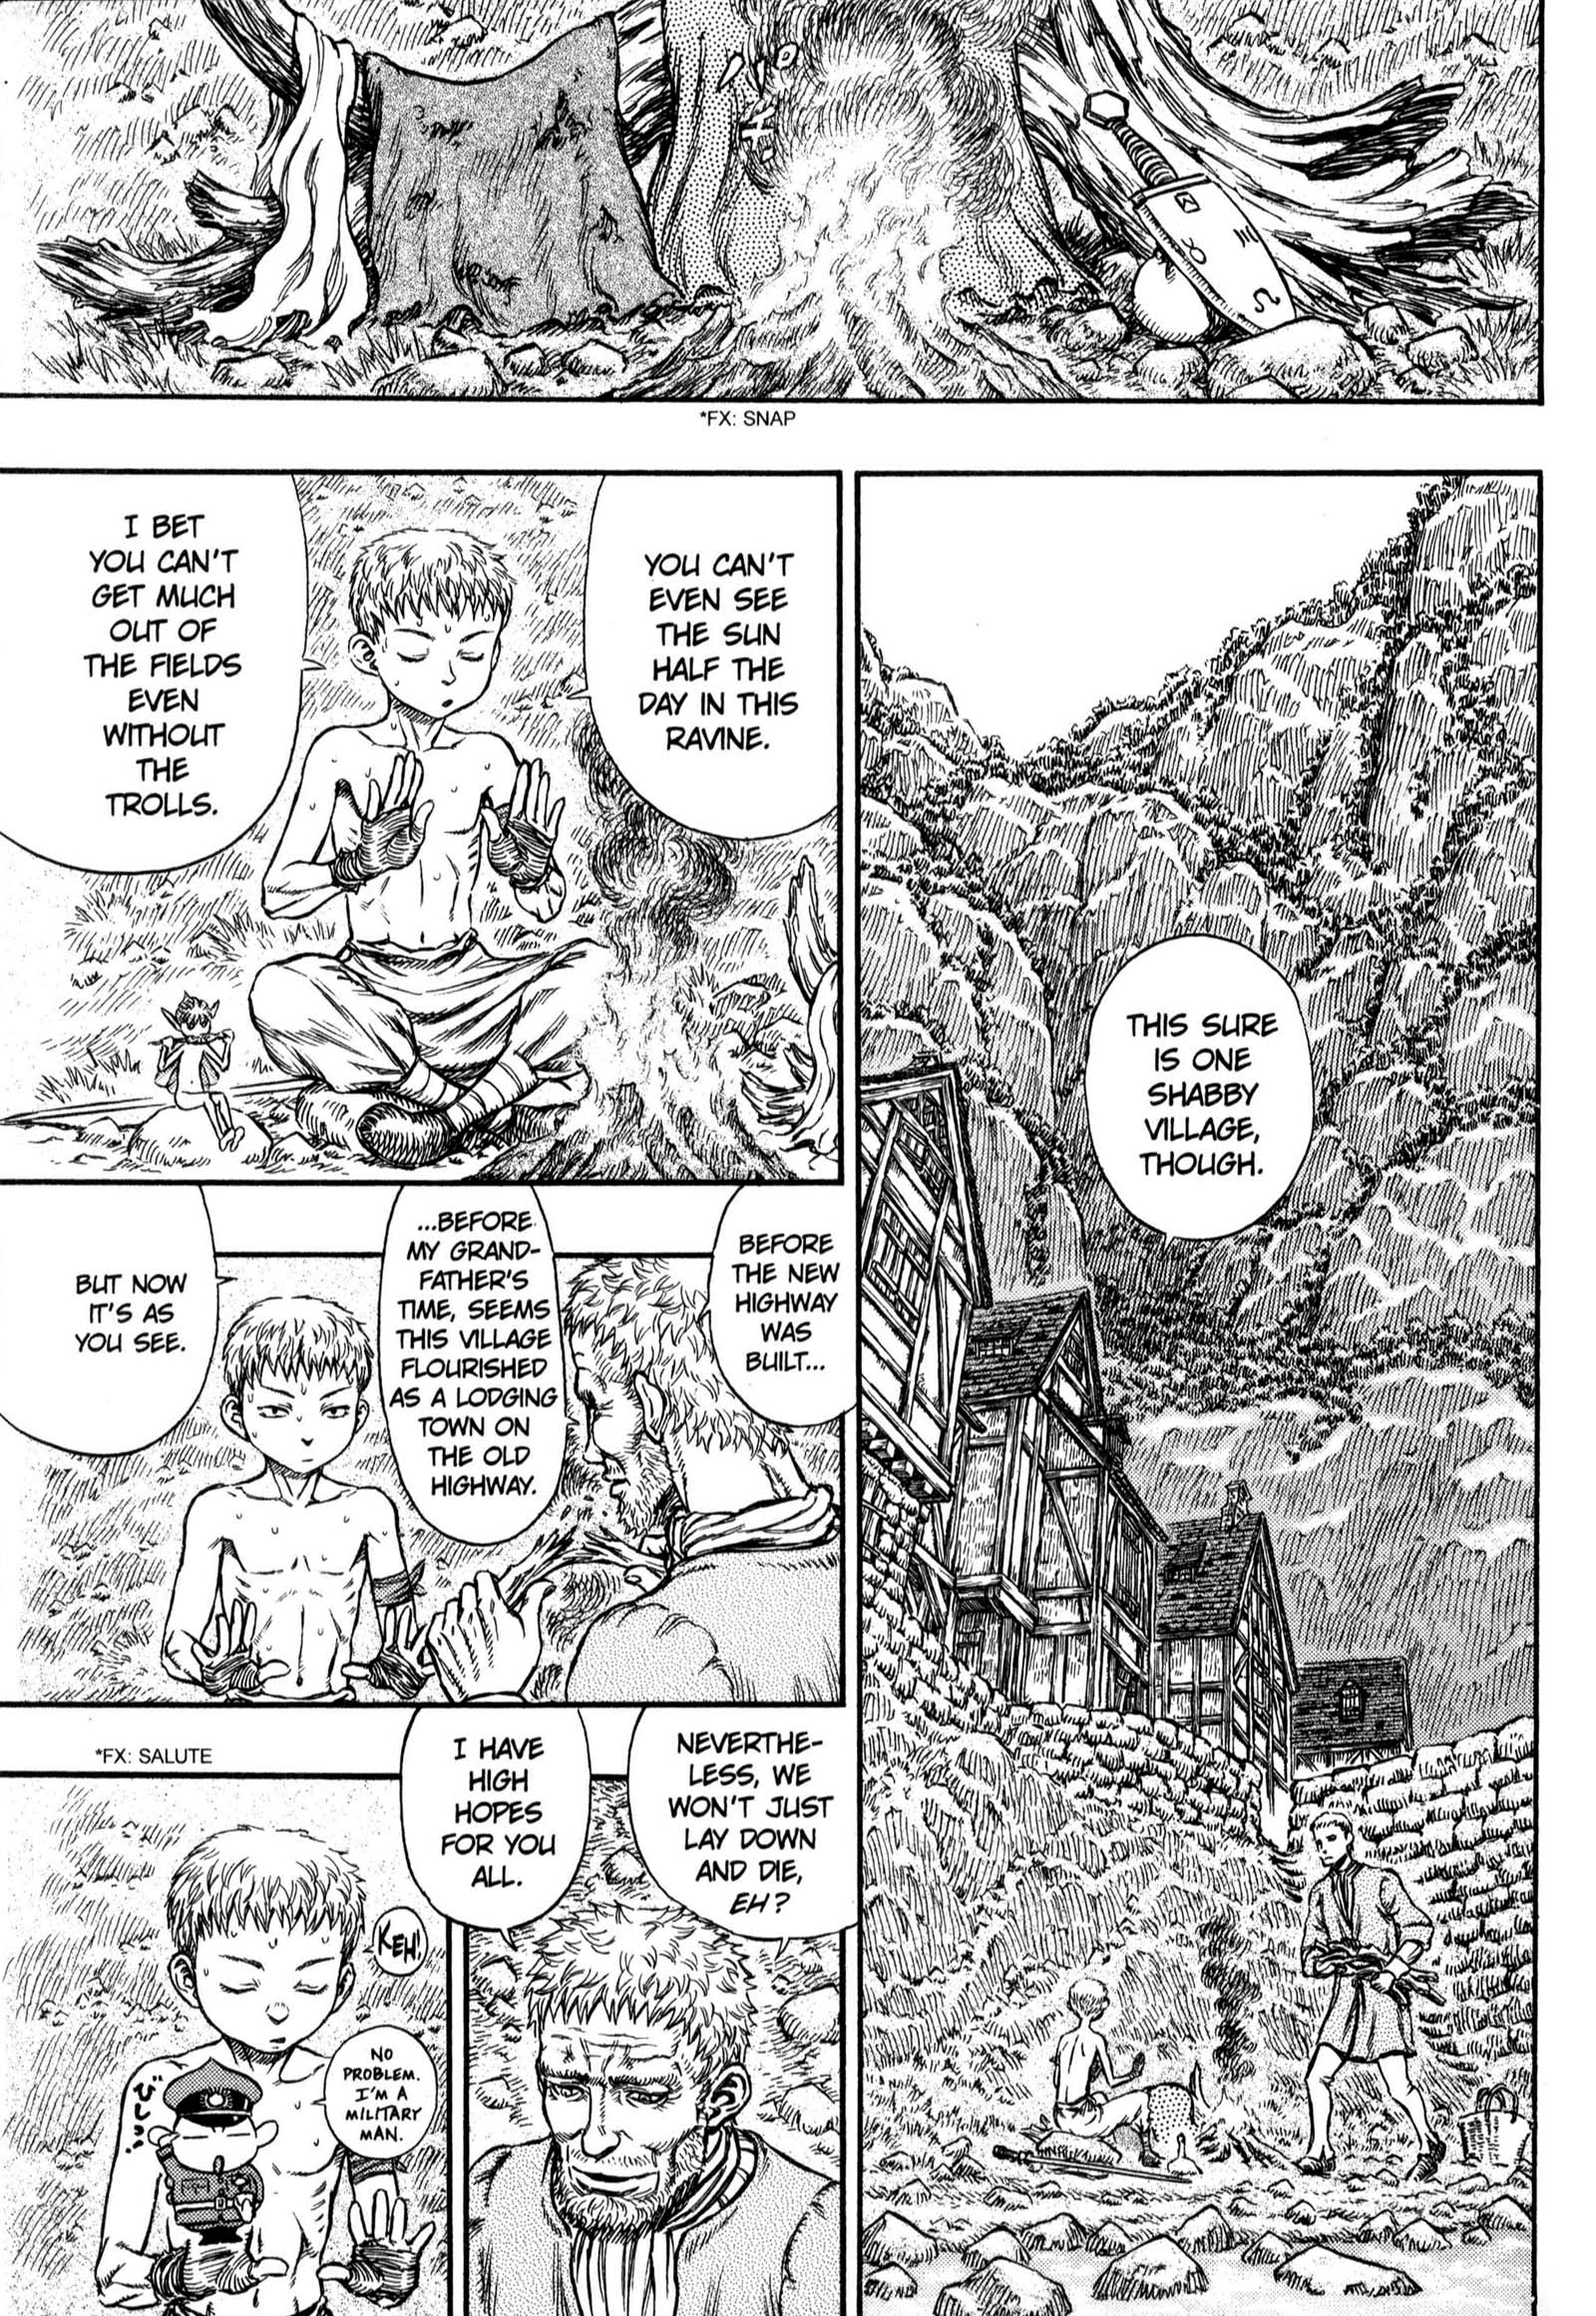 *FX: SNAP
THIS SURE
IS ONE
SHABBY
VILLAGE,
THOUGH.
YOU CAN'T
EVEN SEE
THE SUN
HALF THE
DAY IN THIS
RAVINE.
I BET
YOU CAN'T
GET MUCH
OUT OF
THE FIELDS
EVEN
WITHOUT
THE
TROLLS.
BEFORE
THE NEW
HIGHWAY
WAS
BUILT...
...BEFORE
MY GRAND-
FATHER'S
TIME, SEEMS
THIS VILLAGE
FLOURISHED
AS A LODGING
TOWN ON
THE OLD
HIGHWAY.
BUT NOW
IT'S AS
YOU SEE.
NEVERTHE-
LESS, WE
WON'T JUST
LAY DOWN
AND DIE,
EH?
I HAVE
HIGH
HOPES
FOR YOU
ALL.
*FX: SALUTE
KEH!
NO
PROBLEM.
I'M A
MILITARY
MAN.